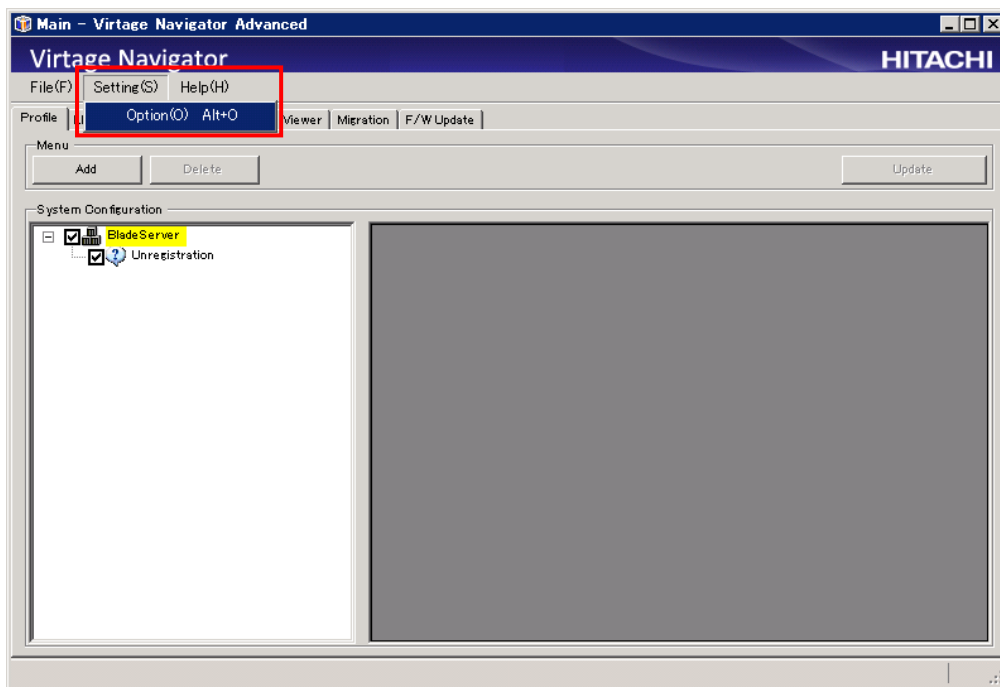 Main - Virtage Navigator Advanced
Virtage Navigator
HITACHI
File(F) Setting(S) Help(H)
Option(O) Alt+O
Profile Viewer Migration F/W Update
Menu
Add Delete Update
System Configuration
BladeServer
Unregistration